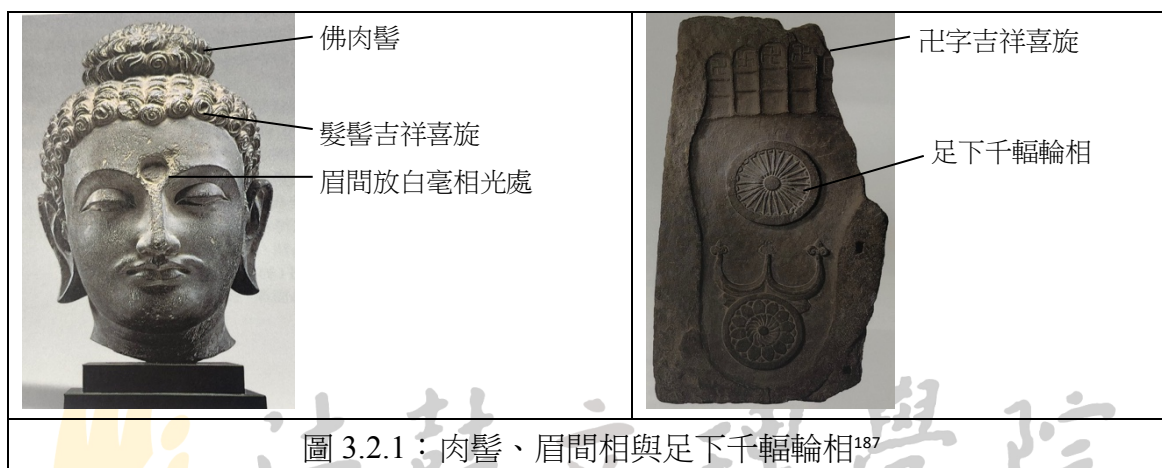 佛肉髻
髮髻吉祥喜旋
眉間放白毫相光處
卍字吉祥喜旋
足下千輻輪相
圖 3.2.1：肉髻、眉間相與足下千輻輪相187